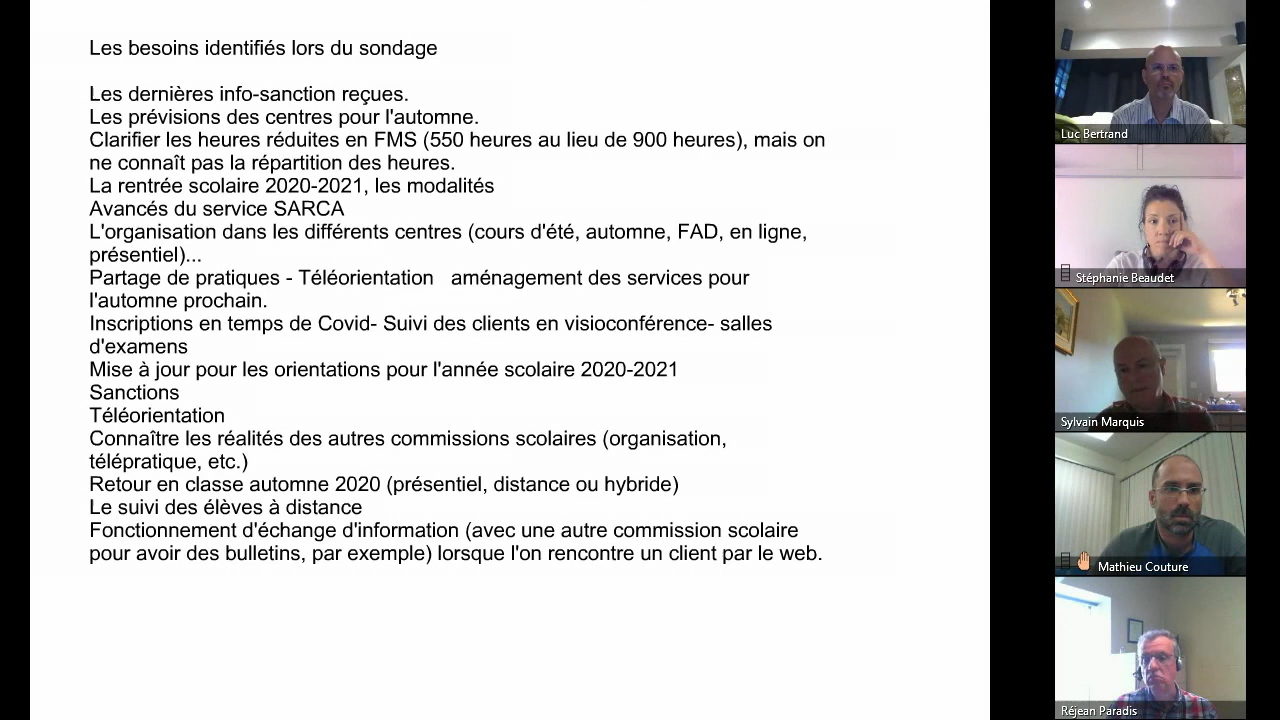 Les besoins identifiés lors du sondage
Les dernières info-sanction reçues.
Les prévisions des centres pour l'automne.
Clarifier les heures réduites en FMS (550 heures au lieu de 900 heures), mais on
ne connaît pas la répartition des heures.
La rentrée scolaire 2020-2021, les modalités
Avancés du service SARCA
L'organisation dans les différents centres (cours d'été, automne, FAD, en ligne,
présentiel)...
Partage de pratiques - Téléorientation   aménagement des services pour
l'automne prochain.
Inscriptions en temps de Covid- Suivi des clients en visioconférence- salles
d'examens
Mise à jour pour les orientations pour l'année scolaire 2020-2021
Sanctions
Téléorientation
Connaître les réalités des autres commissions scolaires (organisation,
télépratique, etc.)
Retour en classe automne 2020 (présentiel, distance ou hybride)
Le suivi des élèves à distance
Fonctionnement d'échange d'information (avec une autre commission scolaire
pour avoir des bulletins, par exemple) lorsque l'on rencontre un client par le web.
Luc Bertrand
Stéphanie Beaudet
Sylvain Marquis
Mathieu Couture
Réjean Paradis